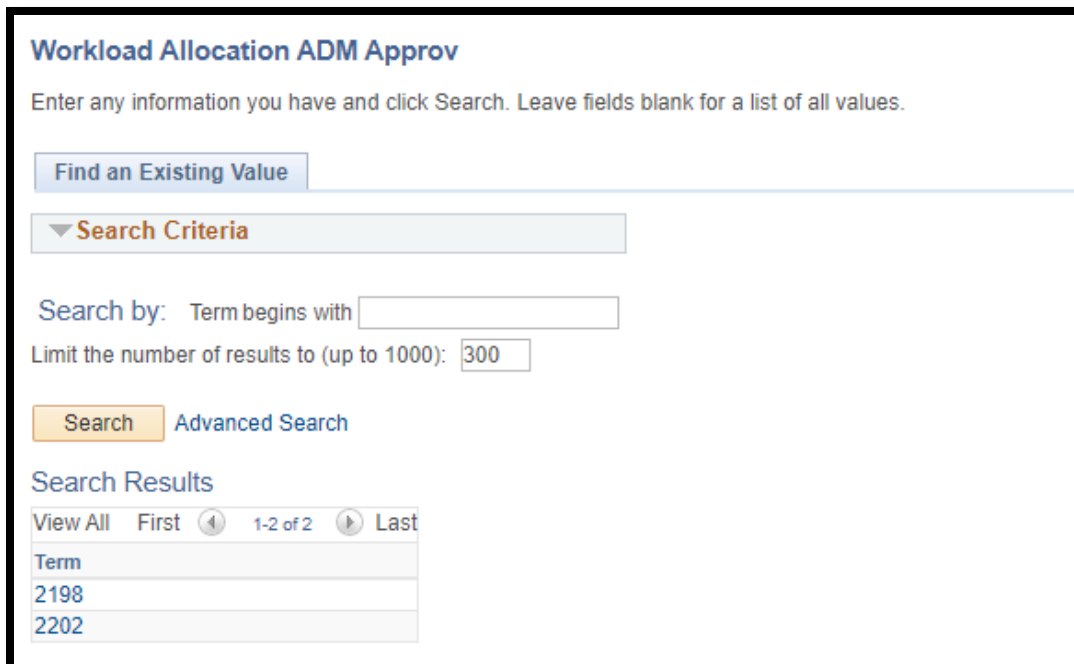 Workload Allocation ADM Approv
Enter any information you have and click Search. Leave fields blank for a list of all values.
Find an Existing Value
Search Criteria
Search by: Term begins with
Limit the number of results to (up to 1000): 300
Search Advanced Search
Search Results
View All First 1-2 of 2 Last
Term
2198
2202